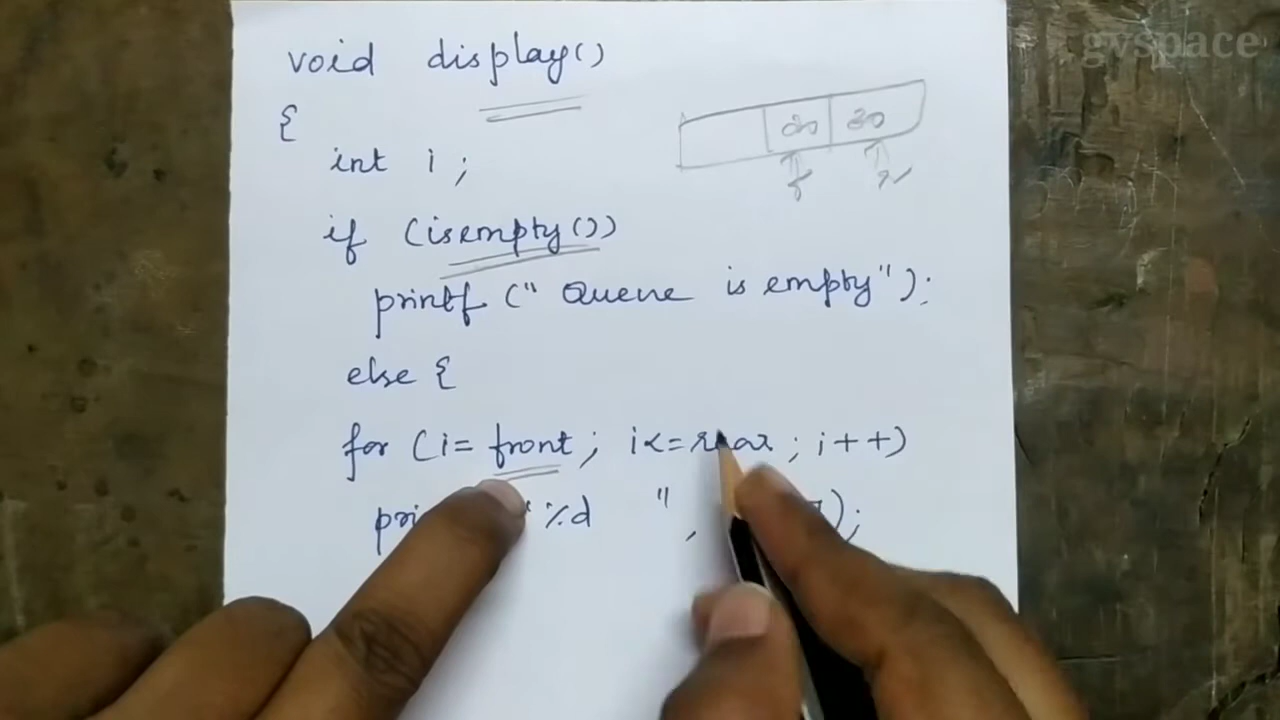 gvspace
void display()
{
20 30
f r
int i ;
if (isempty())
printf (" Queue is empty");
else {
for (i= front ; i<=rear ; i++)
%d ",
);